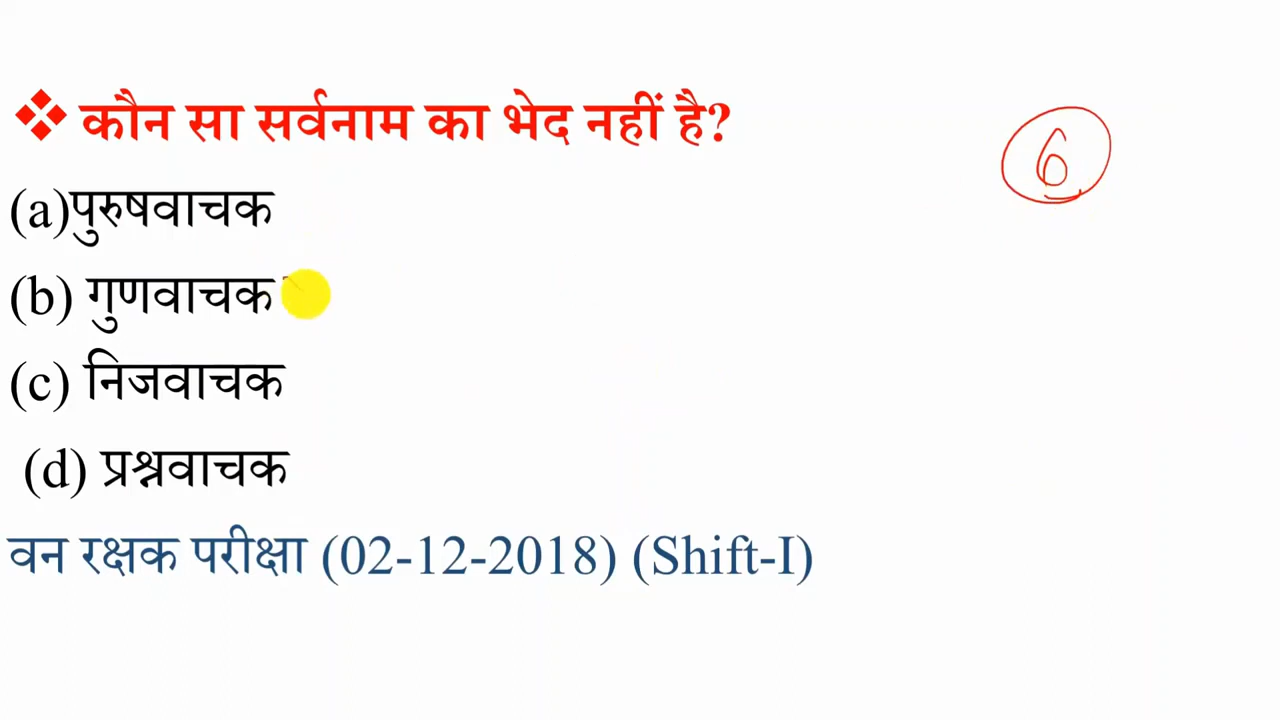 ❖ कौन सा सर्वनाम का भेद नहीं है?
6
(a)पुरुषवाचक
(b) गुणवाचक
(c) निजवाचक
(d) प्रश्नवाचक
वन रक्षक परीक्षा (02-12-2018) (Shift-I)